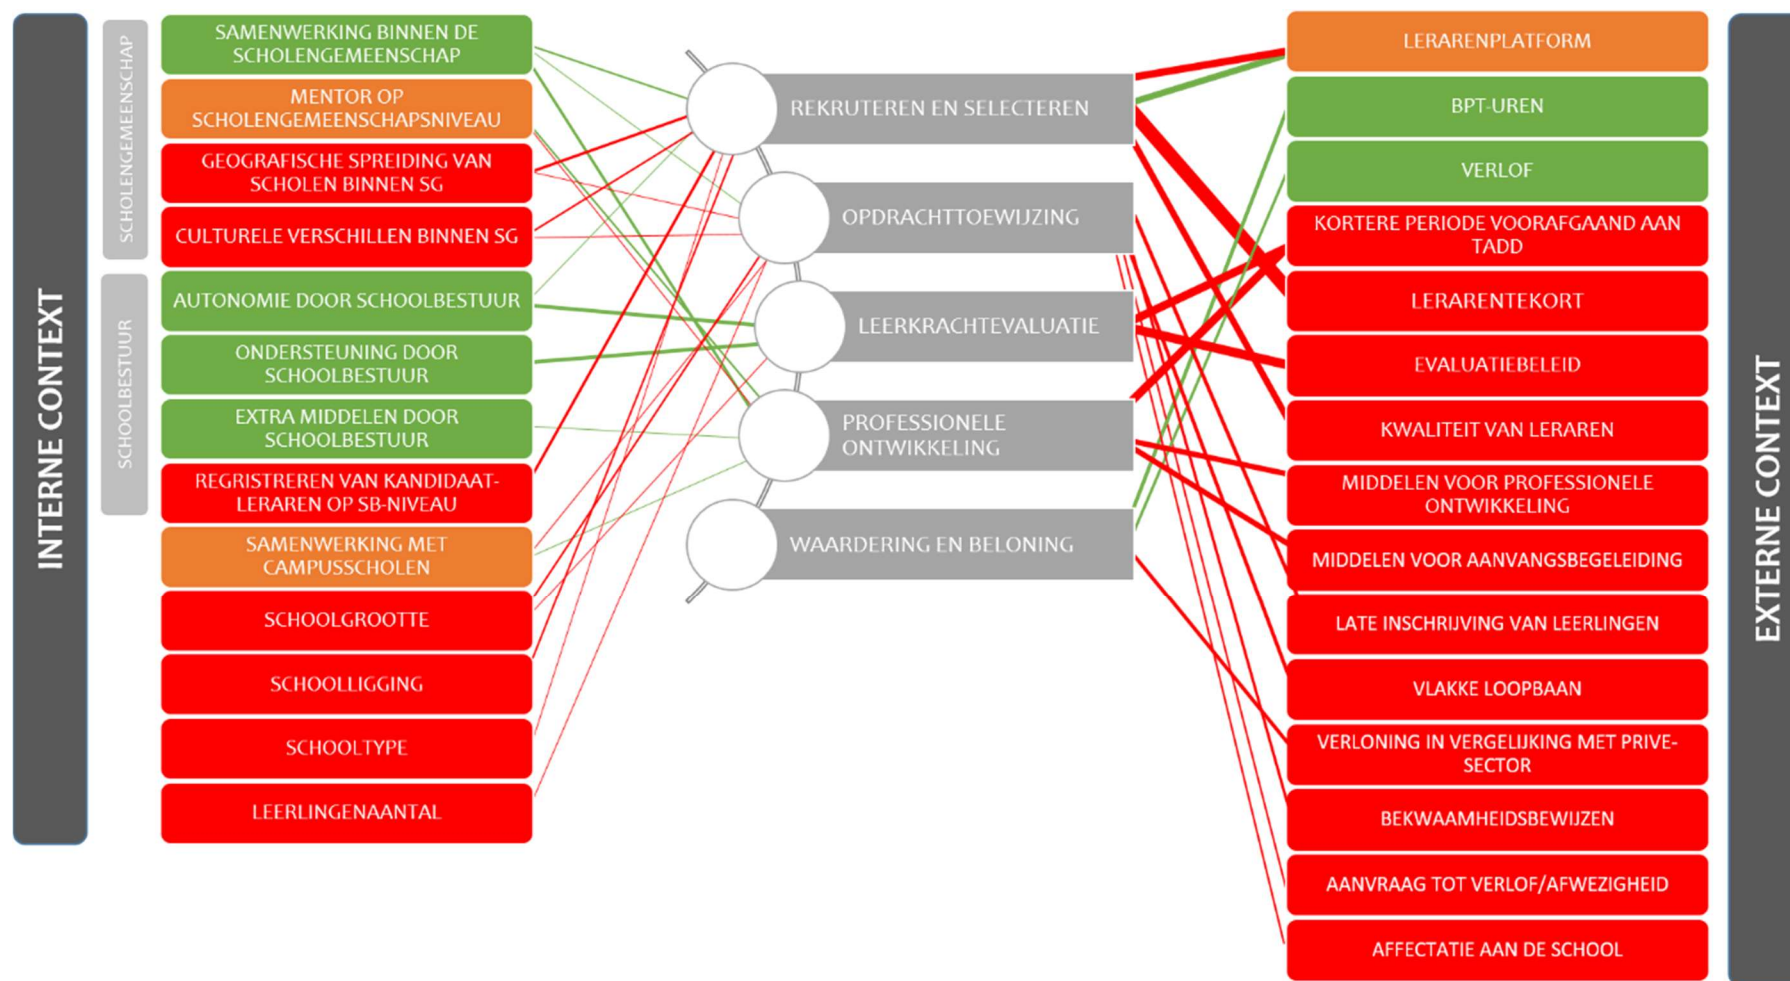 INTERNE CONTEXT
SCHOLENGEMEENSCHAP
SAMENWERKING BINNEN DE
SCHOLENGEMEENSCHAP
MENTOR OP
SCHOLENGEMEENSCHAPSNIVEAU
GEOGRAFISCHE SPREIDING VAN
SCHOLEN BINNEN SG
CULTURELE VERSCHILLEN BINNEN SG
SCHOOLBESTUUR
AUTONOMIE DOOR SCHOOLBESTUUR
ONDERSTEUNING DOOR
SCHOOLBESTUUR
EXTRA MIDDELEN DOOR
SCHOOLBESTUUR
REGRISTREREN VAN KANDIDAAT-
LERAREN OP SB-NIVEAU
SAMENWERKING MET
CAMPUSSCHOLEN
SCHOOLGROOTTE
SCHOOLLIGGING
SCHOOLTYPE
LEERLINGENAANTAL
REKRUTEREN EN SELECTEREN
OPDRACHTTOEWIJZING
LEERKRACHTEVALUATIE
PROFESSIONELE
ONTWIKKELING
WAARDERING EN BELONING
LERARENPLATFORM
BPT-UREN
VERLOF
KORTERE PERIODE VOORAFGAAND AAN
TADD
LERARENTEKORT
EVALUATIEBELEID
KWALITEIT VAN LERAREN
MIDDELEN VOOR PROFESSIONELE
ONTWIKKELING
MIDDELEN VOOR AANVANGSBEGELEIDING
LATE INSCHRIJVING VAN LEERLINGEN
VLAKKE LOOPBAAN
VERLONING IN VERGELIJKING MET PRIVE-
SECTOR
BEKWAAMHEIDSBEWIJZEN
AANVRAAG TOT VERLOF/AFWEZIGHEID
AFFECTATIE AAN DE SCHOOL
EXTERNE CONTEXT